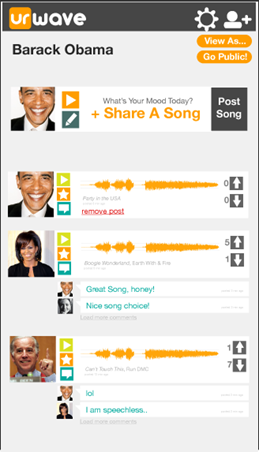 urwave
View As...
Go Public!
Barack Obama
What's Your Mood Today?
+ Share A Song
Post
Song
0
0
Party in the USA
remove post
5
1
Boogie Wonderland, Earth Wind & Fire
Great Song, honey!
Nice song choice!
Load more comments
1
7
Can't Touch This, Run DMC
lol
I am speechless..
Load more comments